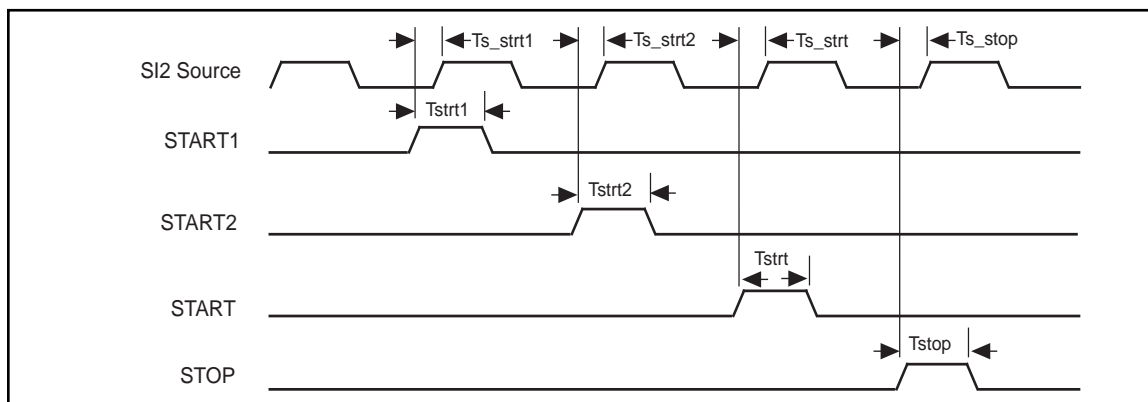 Ts_strt1 Ts_strt2 Ts_strt Ts_stop
SI2 Source
Tstrt1
START1
Tstrt2
START2
Tstrt
START
Tstop
STOP